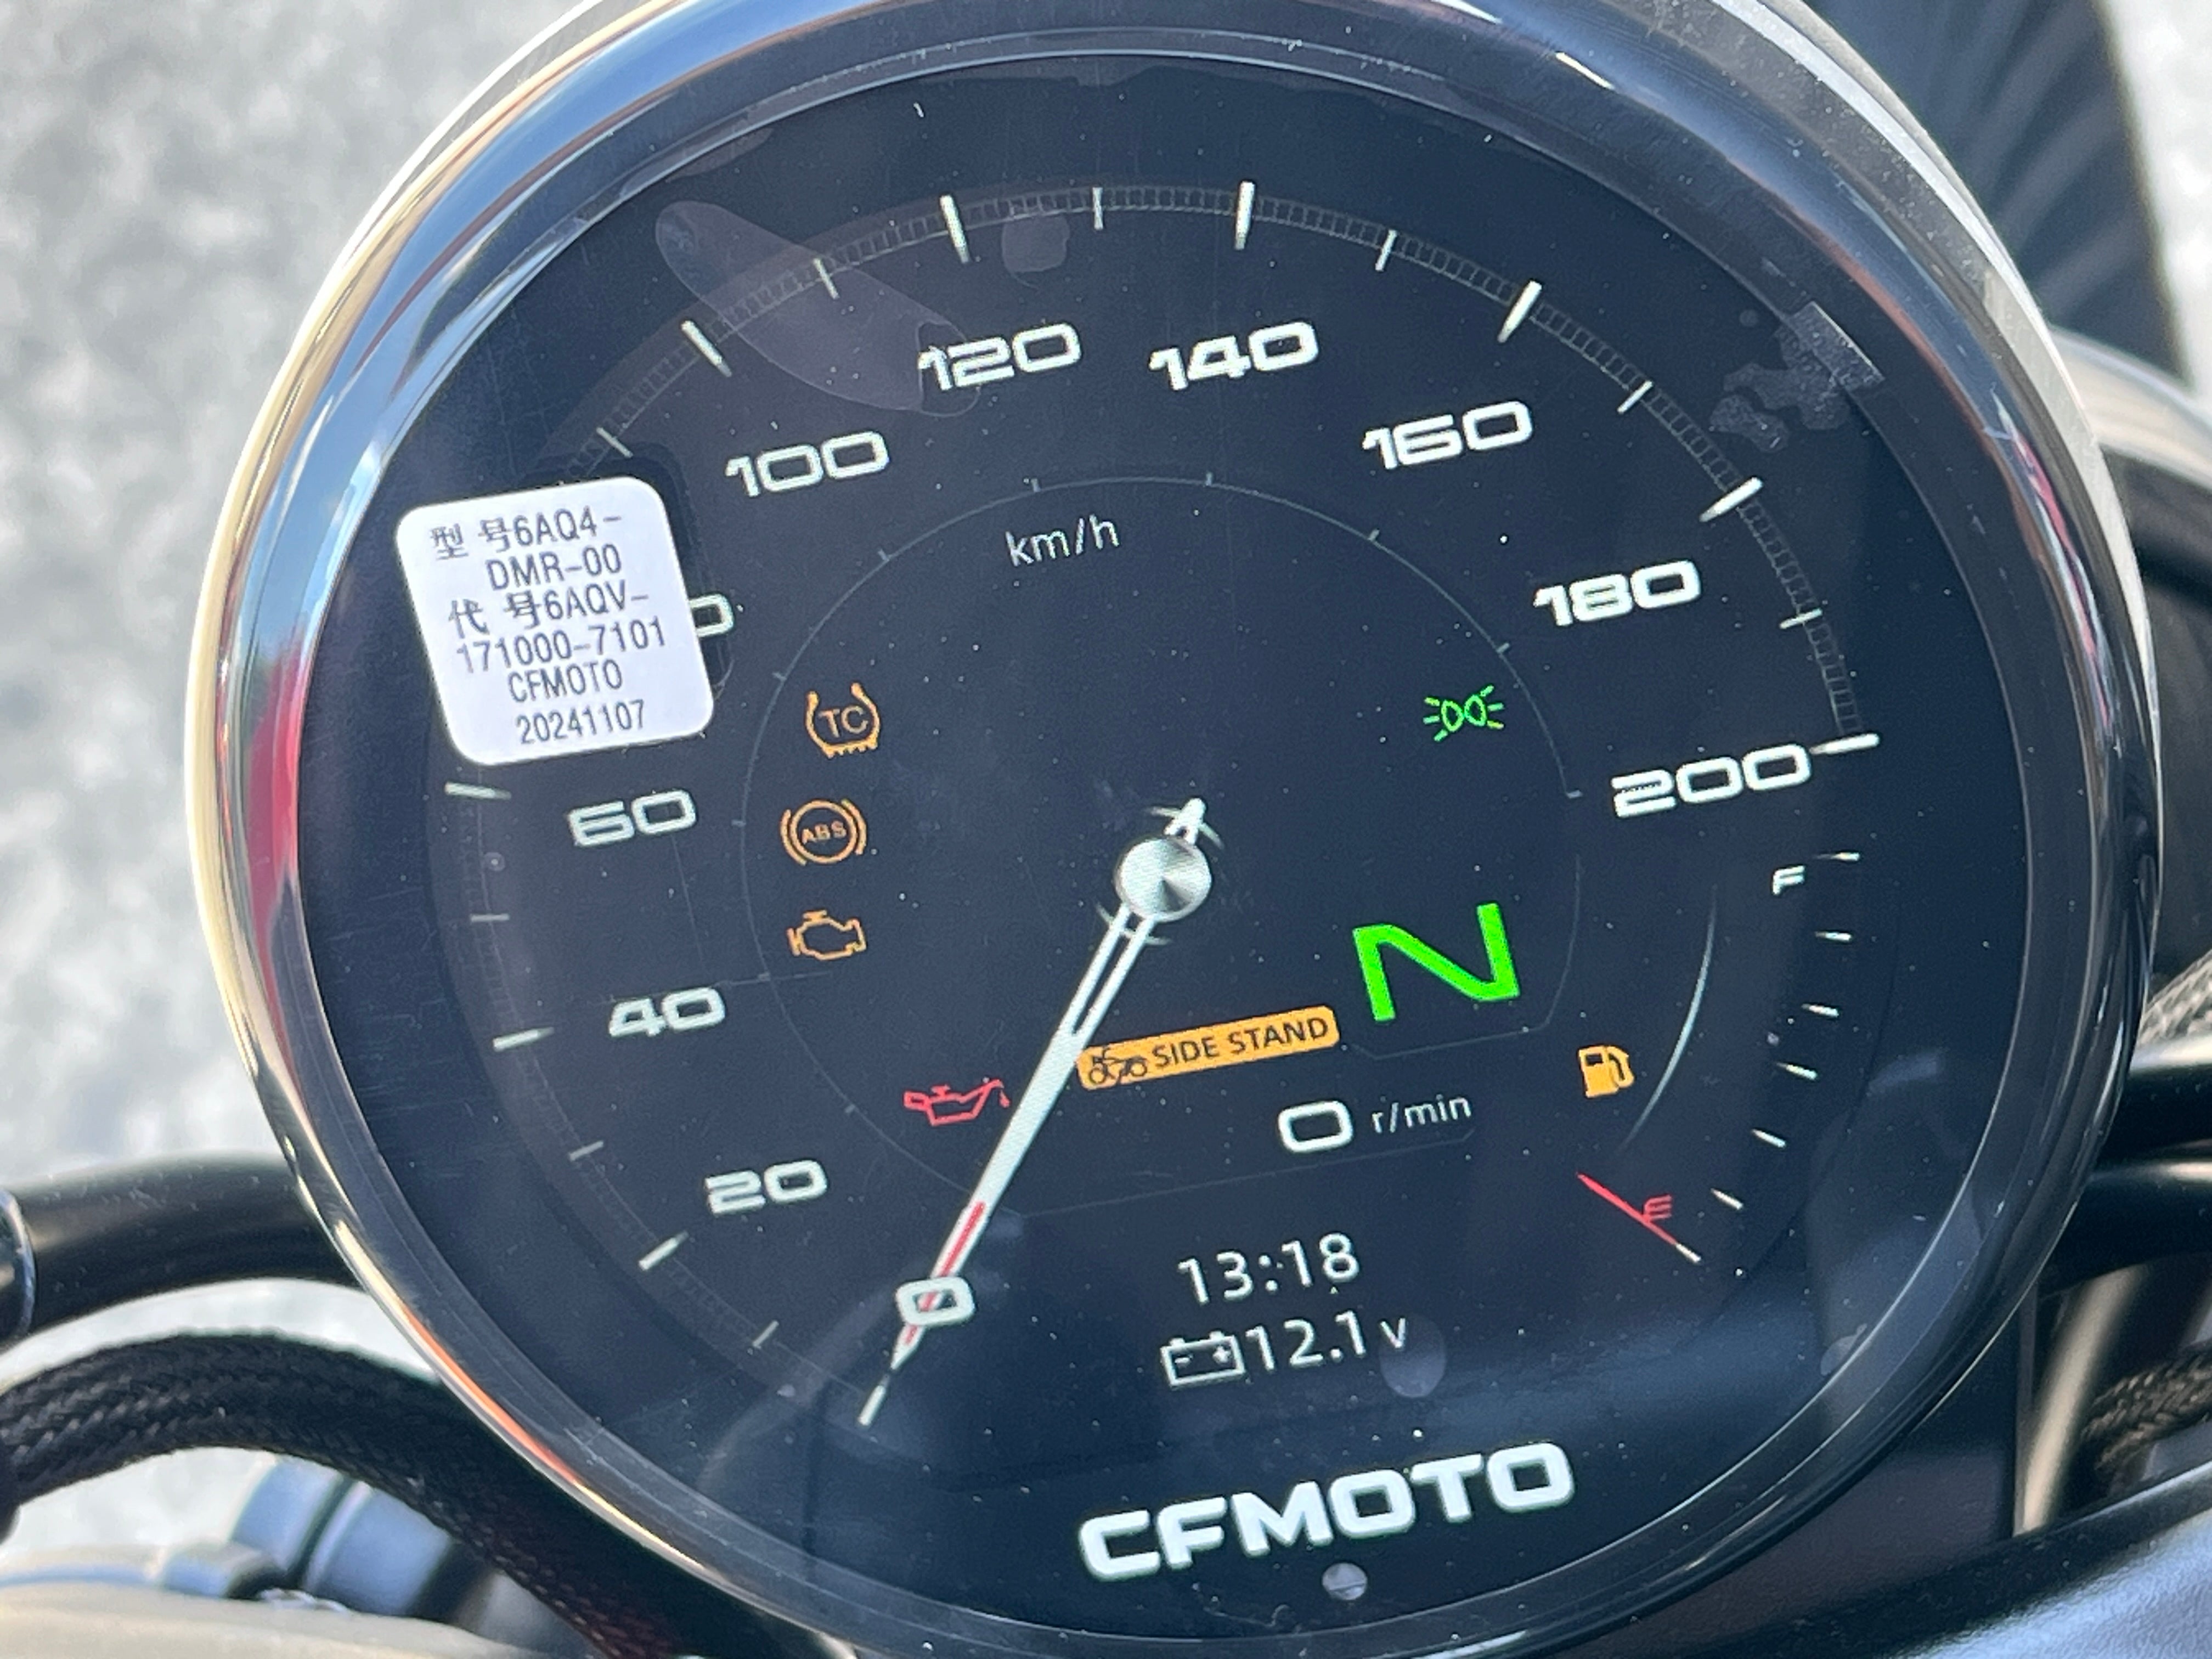 120
140
100
160
km/h
180
型 号6AQ4-
DMR-00
代 号6AQV-
171000-7101
CFMOTO
20241107
TC
200
60
ABS
F
N
40
SIDE STAND
0 r/min
20
E
0
13:18
12.1 v
CFMOTO